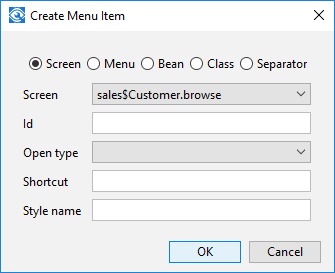 Create Menu Item
Screen Menu Bean Class Separator
Screen sales$Customer.browse
Id
Open type
Shortcut
Style name
OK Cancel